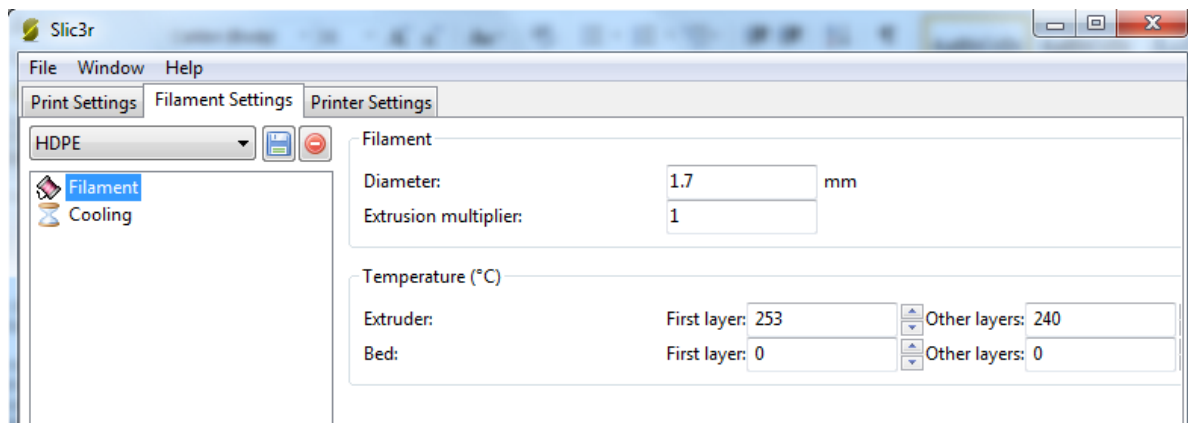 Slic3r
File Window Help
Print Settings Filament Settings Printer Settings
HDPE
Filament
Cooling
Filament
Diameter: 1.7 mm
Extrusion multiplier: 1
Temperature (°C)
Extruder: First layer: 253 Other layers: 240
Bed: First layer: 0 Other layers: 0